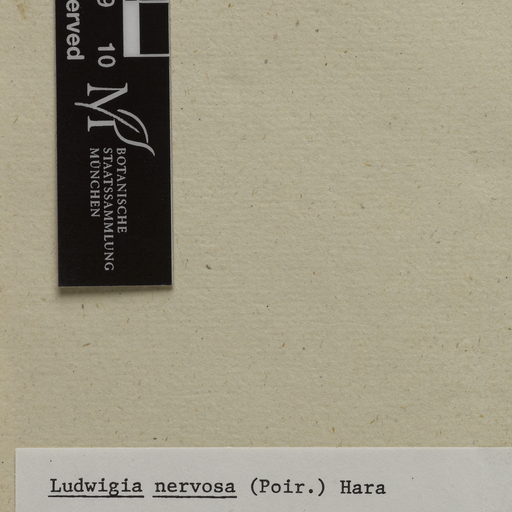 9 10
erved
BOTANISCHE
STAATSSAMMLUNG
MÜNCHEN
Ludwigia nervosa (Poir.) Hara